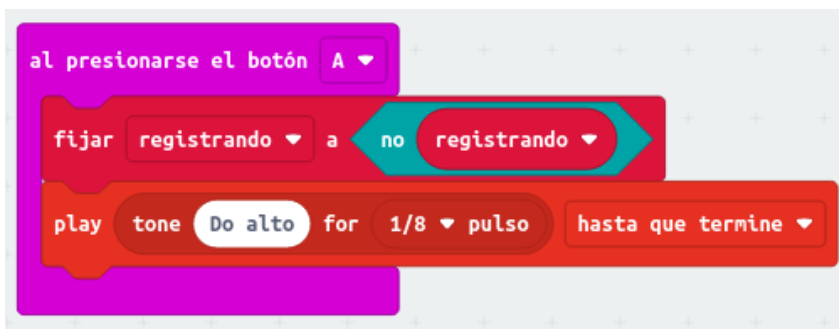 al presionarse el botón A
fijar registrando a no registrando
play tone Do alto for 1/8 pulso hasta que termine